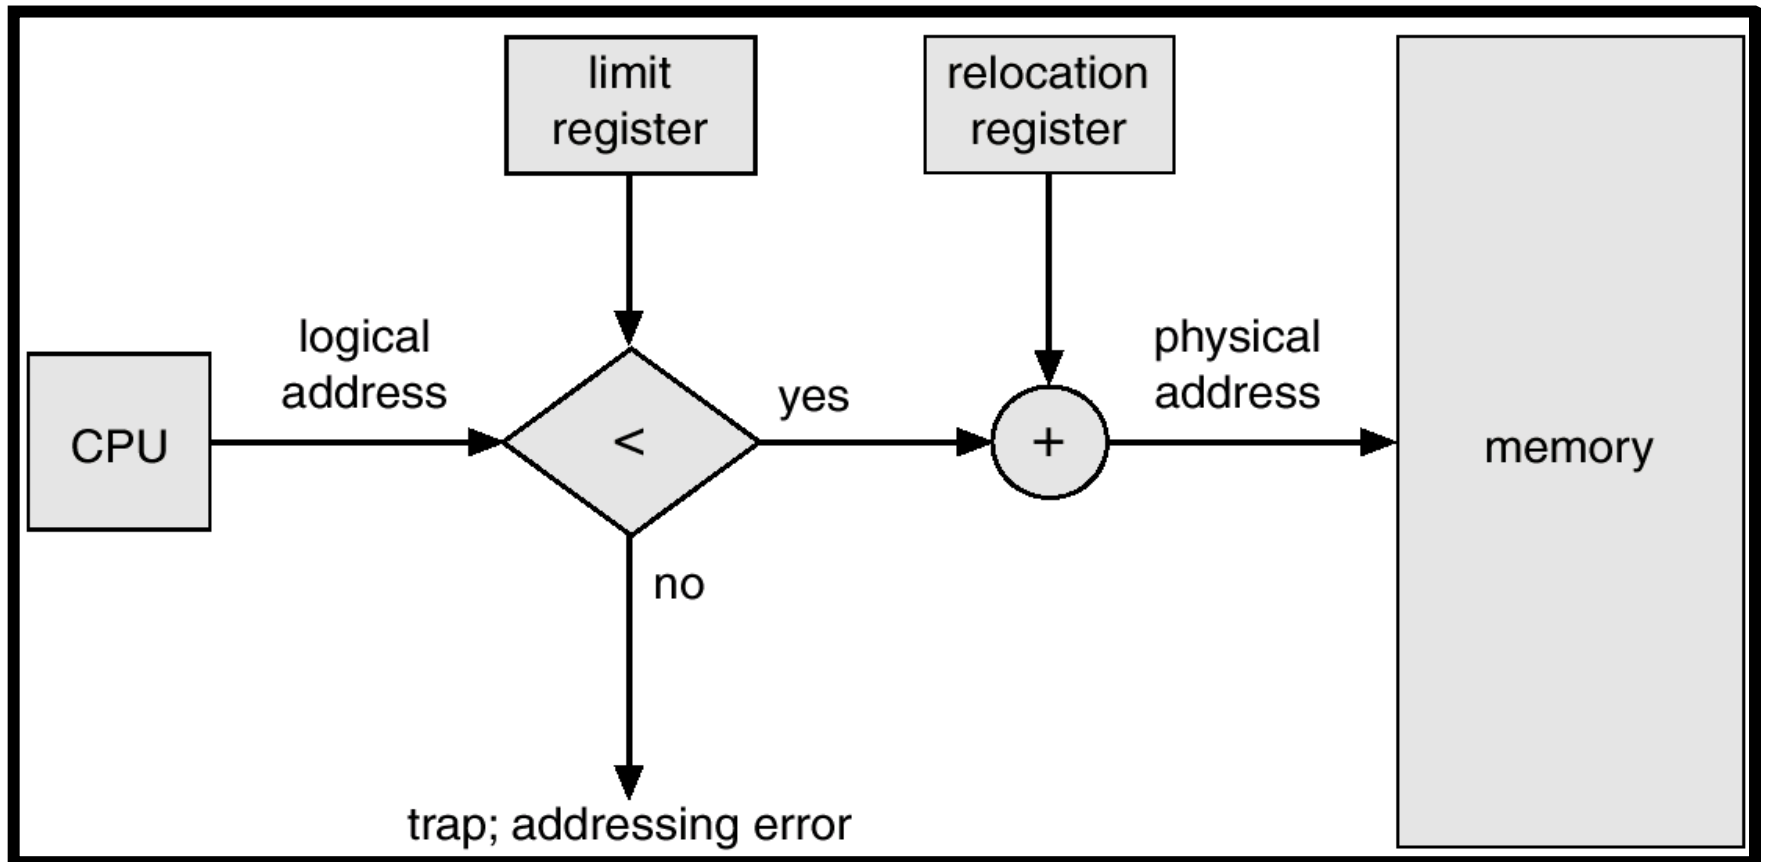 limit
register
relocation
register
logical
address
physical
address
yes
CPU
<
+
memory
no
trap; addressing error